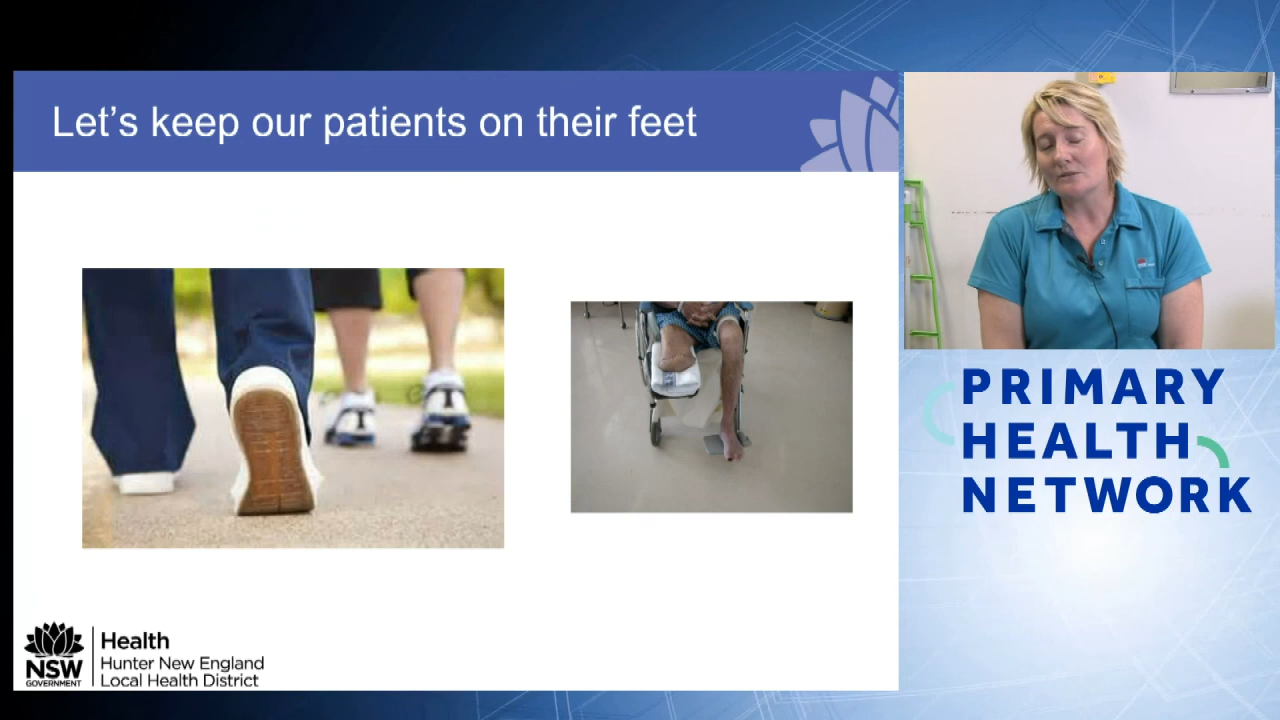 Let's keep our patients on their feet
PRIMARY
HEALTH
NETWORK
NSW
GOVERNMENT
Health
Hunter New England
Local Health District